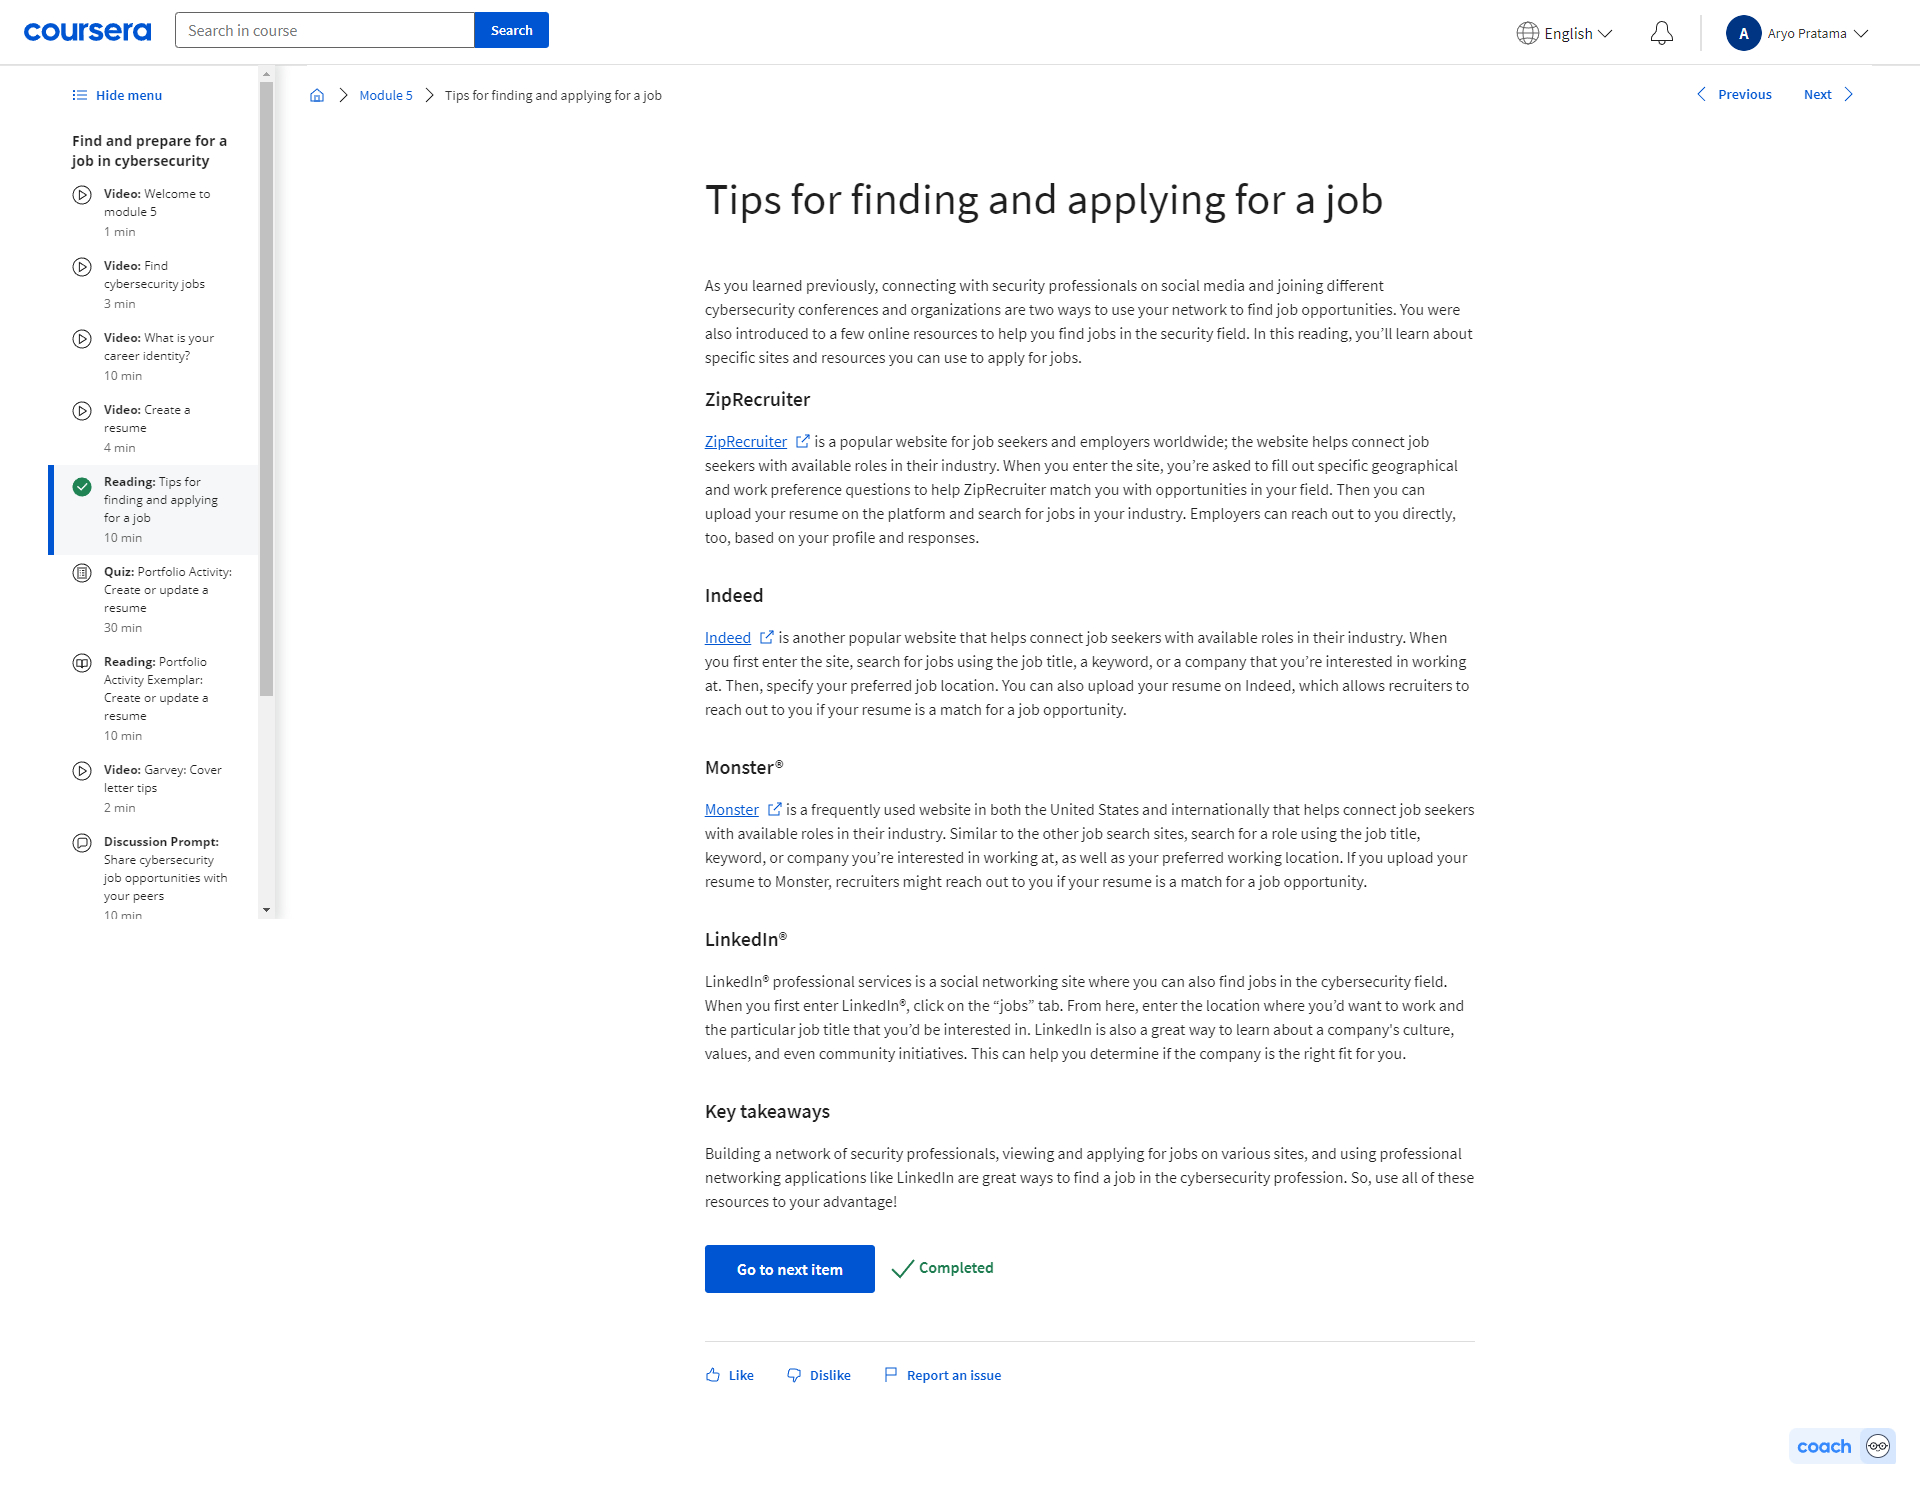 coursera
Search in course
Search
English
A
Aryo Pratama
Hide menu
Find and prepare for a
job in cybersecurity
Video: Welcome to
module 5
1 min
Video: Find
cybersecurity jobs
3 min
Video: What is your
career identity?
10 min
Video: Create a
resume
4 min
Reading: Tips for
finding and applying
for a job
10 min
Quiz: Portfolio Activity:
Create or update a
resume
30 min
Reading: Portfolio
Activity Exemplar:
Create or update a
resume
10 min
Video: Garvey: Cover
letter tips
2 min
Discussion Prompt:
Share cybersecurity
job opportunities with
your peers
10 min
Module 5
Tips for finding and applying for a job
Previous
Next
Tips for finding and applying for a job
As you learned previously, connecting with security professionals on social media and joining different
cybersecurity conferences and organizations are two ways to use your network to find job opportunities. You were
also introduced to a few online resources to help you find jobs in the security field. In this reading, you’ll learn about
specific sites and resources you can use to apply for jobs.
ZipRecruiter
ZipRecruiter is a popular website for job seekers and employers worldwide; the website helps connect job
seekers with available roles in their industry. When you enter the site, you’re asked to fill out specific geographical
and work preference questions to help ZipRecruiter match you with opportunities in your field. Then you can
upload your resume on the platform and search for jobs in your industry. Employers can reach out to you directly,
too, based on your profile and responses.
Indeed
Indeed is another popular website that helps connect job seekers with available roles in their industry. When
you first enter the site, search for jobs using the job title, a keyword, or a company that you’re interested in working
at. Then, specify your preferred job location. You can also upload your resume on Indeed, which allows recruiters to
reach out to you if your resume is a match for a job opportunity.
Monster®
Monster is a frequently used website in both the United States and internationally that helps connect job seekers
with available roles in their industry. Similar to the other job search sites, search for a role using the job title,
keyword, or company you’re interested in working at, as well as your preferred working location. If you upload your
resume to Monster, recruiters might reach out to you if your resume is a match for a job opportunity.
LinkedIn®
LinkedIn® professional services is a social networking site where you can also find jobs in the cybersecurity field.
When you first enter LinkedIn®, click on the “jobs” tab. From here, enter the location where you’d want to work and
the particular job title that you’d be interested in. LinkedIn is also a great way to learn about a company's culture,
values, and even community initiatives. This can help you determine if the company is the right fit for you.
Key takeaways
Building a network of security professionals, viewing and applying for jobs on various sites, and using professional
networking applications like LinkedIn are great ways to find a job in the cybersecurity profession. So, use all of these
resources to your advantage!
Go to next item
Completed
Like
Dislike
Report an issue
coach